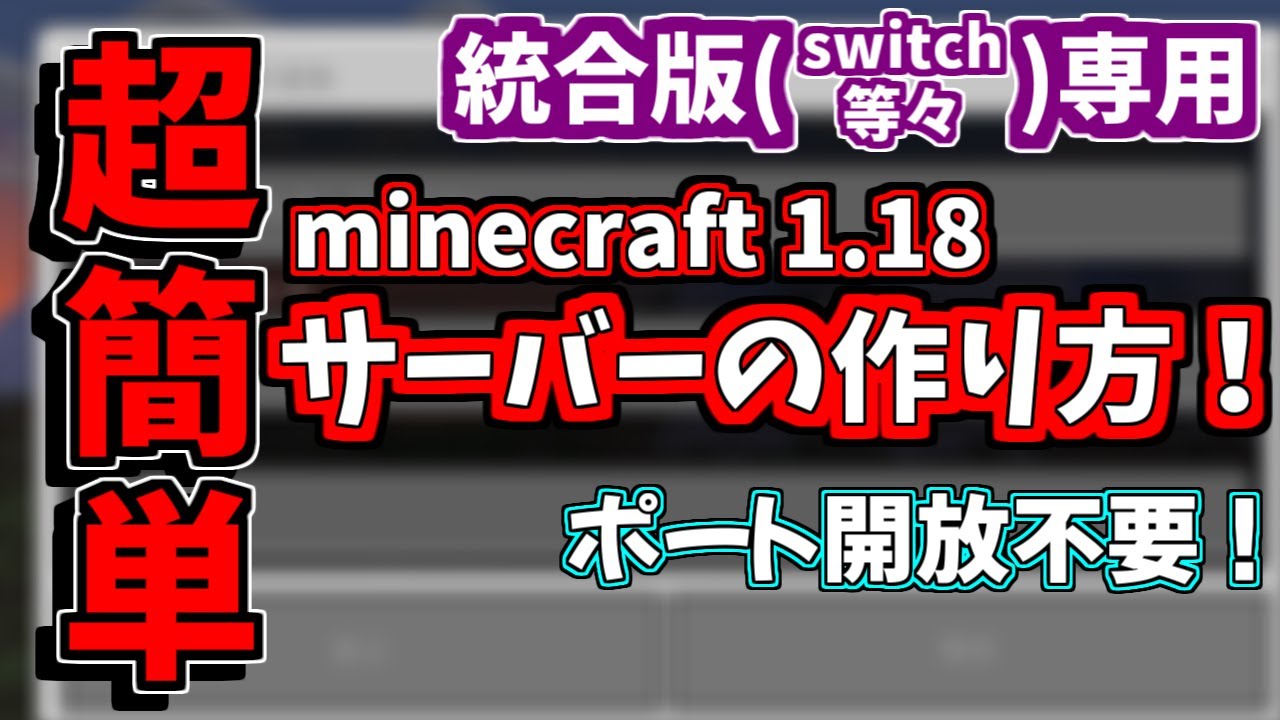 超簡単
統合版(switch等々)専用
minecraft 1.18
サーバーの作り方！
ポート開放不要！